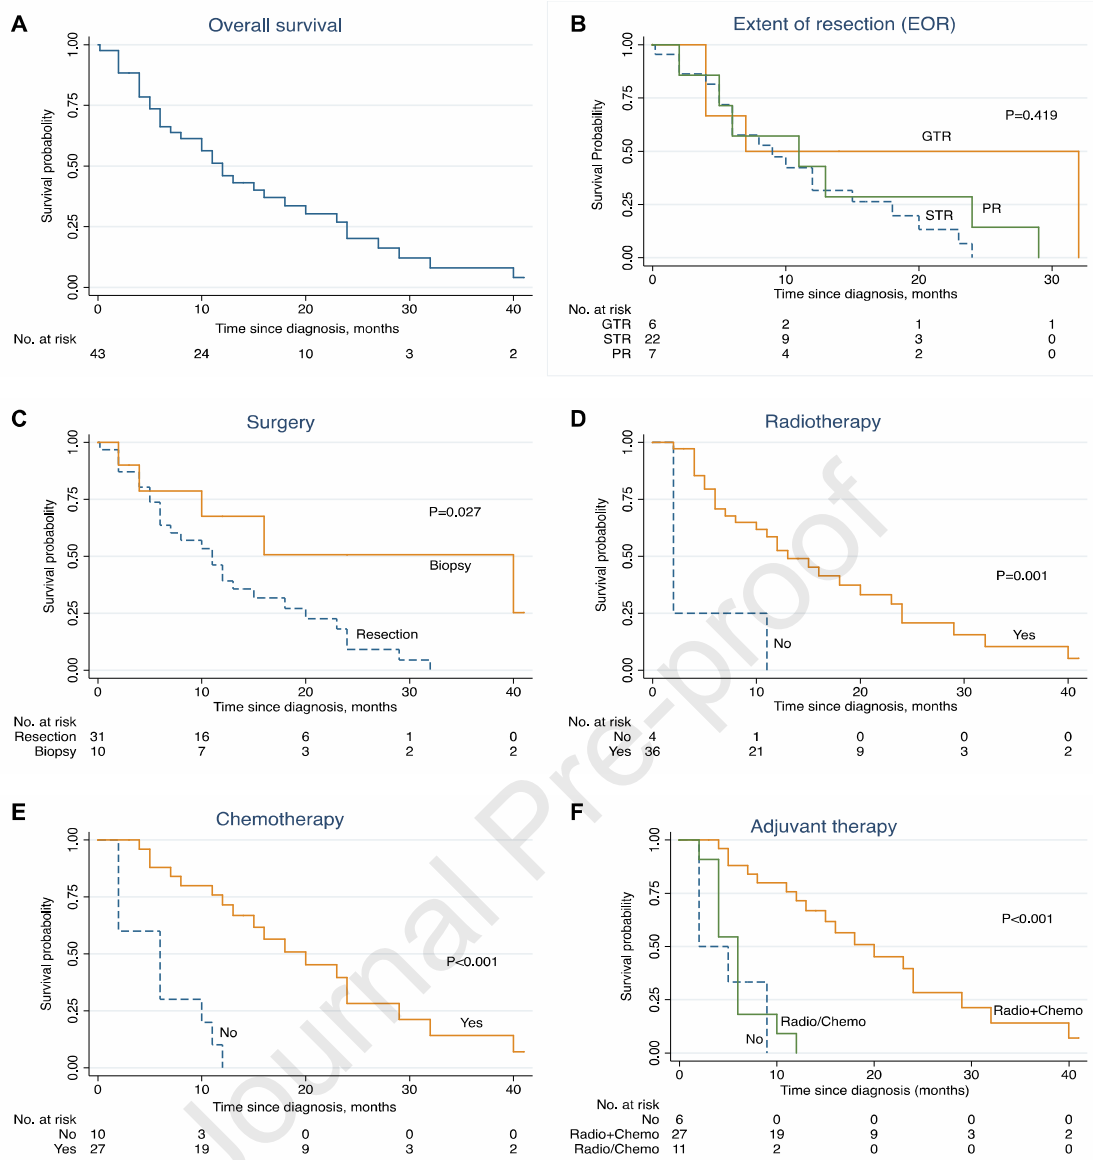 A
Overall survival
Survival probabolity
1.00
0.75
0.50
0.25
0.00
0 10 20 30 40
Time since diagnosis, months
No. at risk
43 24 10 3 2
B
Extent of resection (EOR)
Survival Probability
1.00
0.75
0.50
0.25
0.00
P=0.419
GTR
STR
PR
0 10 20 30
Time since diagnosis, months
No. at risk
GTR 6 2 1 1
STR 22 9 3 0
PR 7 4 2 0
C
Surgery
Survival probabolity
1.00
0.75
0.50
0.25
0.00
P=0.027
Biopsy
Resection
0 10 20 30 40
Time since diagnosis, months
No. at risk
Resection 31 16 6 1 0
Biopsy 10 7 3 2 2
D
Radiotherapy
Survival probability
1.00
0.75
0.50
0.25
0.00
P=0.001
No
Yes
0 10 20 30 40
Time since diagnosis, months
No. at risk
No 4 1 0 0 0
Yes 36 21 9 3 2
E
Chemotherapy
Survival probability
1.00
0.75
0.50
0.25
0.00
P<0.001
Yes
No
0 10 20 30 40
Time since diagnosis, months
No. at risk
No 10 3 0 0 0
Yes 27 19 9 3 2
F
Adjuvant therapy
Survival probability
1.00
0.75
0.50
0.25
0.00
P<0.001
Radio+Chemo
Radio/Chemo
No
0 10 20 30 40
Time since diagnosis (months)
No. at risk
No 6 0 0 0 0
Radio+Chemo 27 19 9 3 2
Radio/Chemo 11 2 0 0 0
Journal Pre-proof